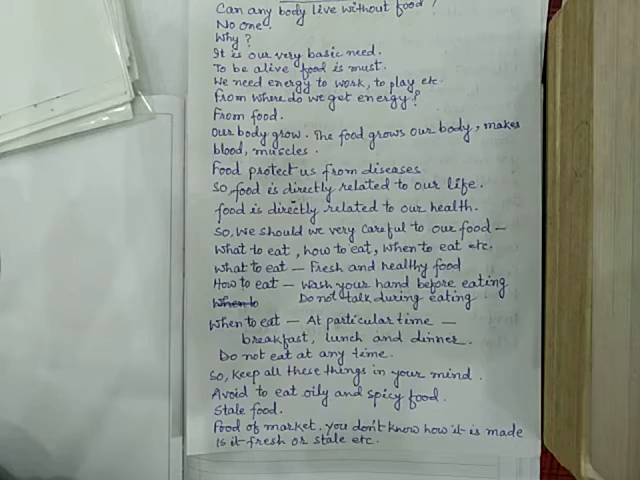 Can any body live without food?
No one.
Why?
It is our very basic need.
To be alive food is must.
We need energy to work, to play etc.
From where do we get energy?
From food.
Our body grow. The food grows our body, makes
blood, muscles.
Food protect us from diseases
So, food is directly related to our life.
food is directly related to our health.
So, we should we very careful to our food -
What to eat, how to eat, when to eat etc.
What to eat - Fresh and healthy food
How to eat - Wash your hand before eating
When to Do not talk during eating.
When to eat - At particular time -
breakfast, lunch and dinner.
Do not eat at any time.
So, keep all these things in your mind.
Avoid to eat oily and spicy food.
Stale food.
Food of market. you don't know how it is made
Is it fresh or stale etc.